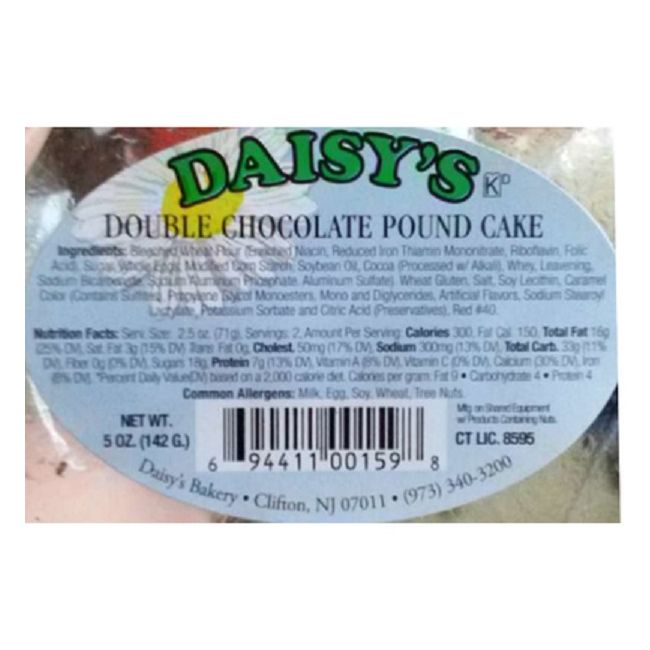 DAISY'S
K D
DOUBLE CHOCOLATE POUND CAKE
Ingredients: Bleached Wheat Flour (Enriched Niacin, Reduced Iron Thiamin Mononitrate, Riboflavin, Folic
Acid), Sugar, Whole Eggs, Modified Corn Starch, Soybean Oil, Cocoa (Processed w/ Alkali), Whey, Leavening,
Sodium Bicarbonate, Sodium Aluminum Phosphate, Aluminum Sulfate) Wheat Gluten, Salt, Soy Lecithin, Caramel
Color (Contains Sulfites), Propylene Glycol Monoesters, Mono and Diglycerides, Artificial Flavors, Sodium Stearoyl
Lactylate, Potassium Sorbate and Citric Acid (Preservatives), Red #40.
Nutrition Facts: Serv. Size: 2.5 oz. (71g), Servings: 2, Amount Per Serving: Calories 300, Fat Cal. 150, Total Fat 16g
(25% DV), Sat. Fat 3g (15% DV) Trans Fat 0g, Cholest. 50mg (17% DV), Sodium 300mg (13% DV), Total Carb. 33g (11%
DV), Fiber 0g (0% DV), Sugars 18g, Protein 7g (13% DV), Vitamin A (8% DV), Vitamin C (0% DV), Calcium (30% DV), Iron
(6% DV). *Percent Daily Value(DV) based on a 2,000 calorie diet. Calories per gram: Fat 9 • Carbohydrate 4 • Protein 4
Common Allergens: Milk, Egg, Soy, Wheat, Tree Nuts.
NET WT.
5 OZ. (142 G.)
6 94411 00159 8
Mfg. on Shared Equipment
w/ Products Containing Nuts.
CT LIC. 8595
Daisy's Bakery • Clifton, NJ 07011 • (973) 340-3200